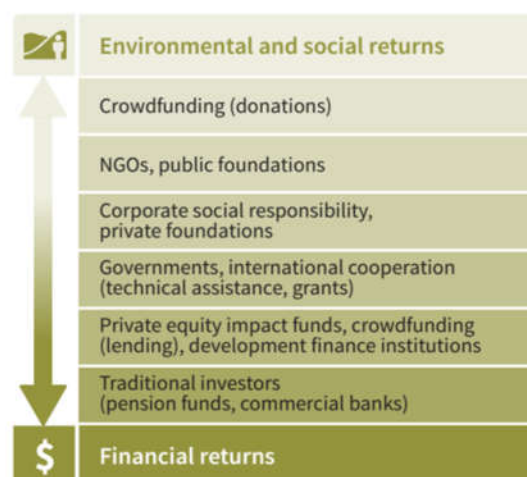 Environmental and social returns
Crowdfunding (donations)
NGOs, public foundations
Corporate social responsibility,
private foundations
Governments, international cooperation
(technical assistance, grants)
Private equity impact funds, crowdfunding
(lending), development finance institutions
Traditional investors
(pension funds, commercial banks)
$ Financial returns